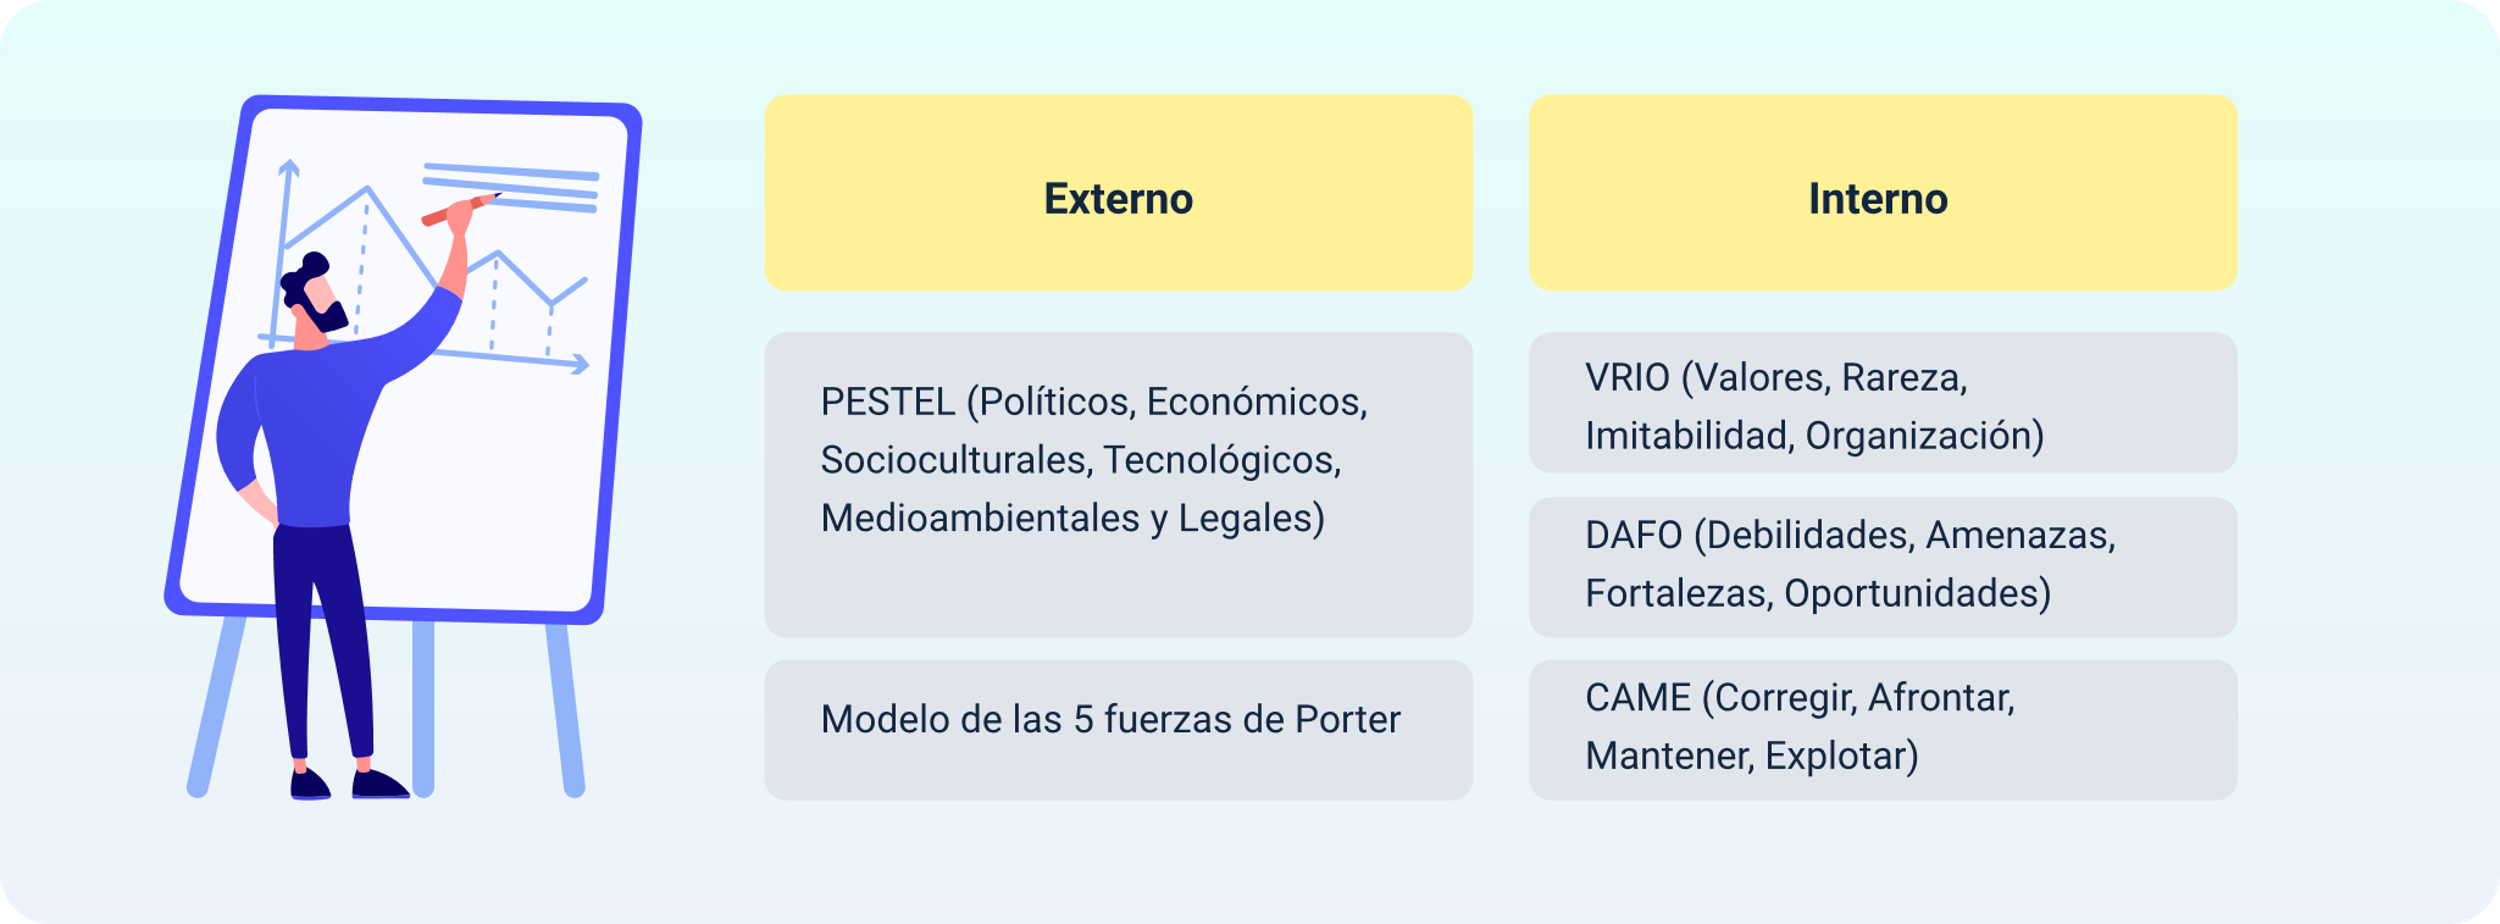 Externo
PESTEL (Políticos, Económicos,
Socioculturales, Tecnológicos,
Medioambientales y Legales)
Modelo de las 5 fuerzas de Porter
Interno
VRIO (Valores, Rareza,
Imitabilidad, Organización)
DAFO (Debilidades, Amenazas,
Fortalezas, Oportunidades)
CAME (Corregir, Afrontar,
Mantener, Explotar)